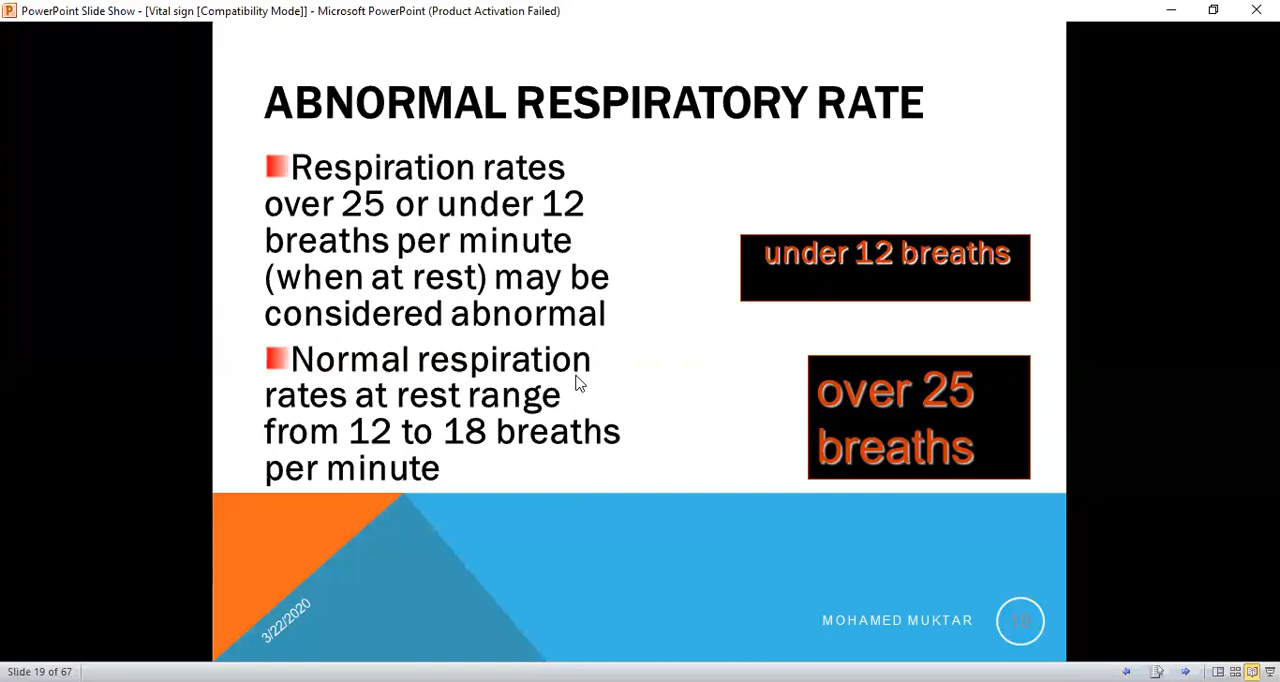 PowerPoint Slide Show - [Vital sign [Compatibility Mode]] - Microsoft PowerPoint (Product Activation Failed)
ABNORMAL RESPIRATORY RATE
Respiration rates
over 25 or under 12
breaths per minute
(when at rest) may be
considered abnormal
Normal respiration
rates at rest range
from 12 to 18 breaths
per minute
under 12 breaths
over 25
breaths
3/22/2020
MOHAMED MUKTAR
19
Slide 19 of 67